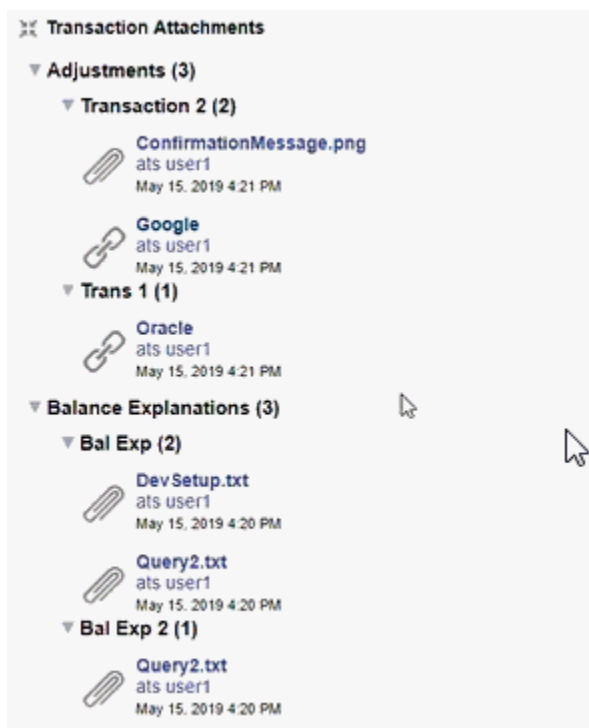 Transaction Attachments
Adjustments (3)
Transaction 2 (2)
ConfirmationMessage.png
ats user1
May 15, 2019 4:21 PM
Google
ats user1
May 15, 2019 4:21 PM
Trans 1 (1)
Oracle
ats user1
May 15, 2019 4:21 PM
Balance Explanations (3)
Bal Exp (2)
DevSetup.txt
ats user1
May 15, 2019 4:20 PM
Query2.txt
ats user1
May 15, 2019 4:20 PM
Bal Exp 2 (1)
Query2.txt
ats user1
May 15, 2019 4:20 PM